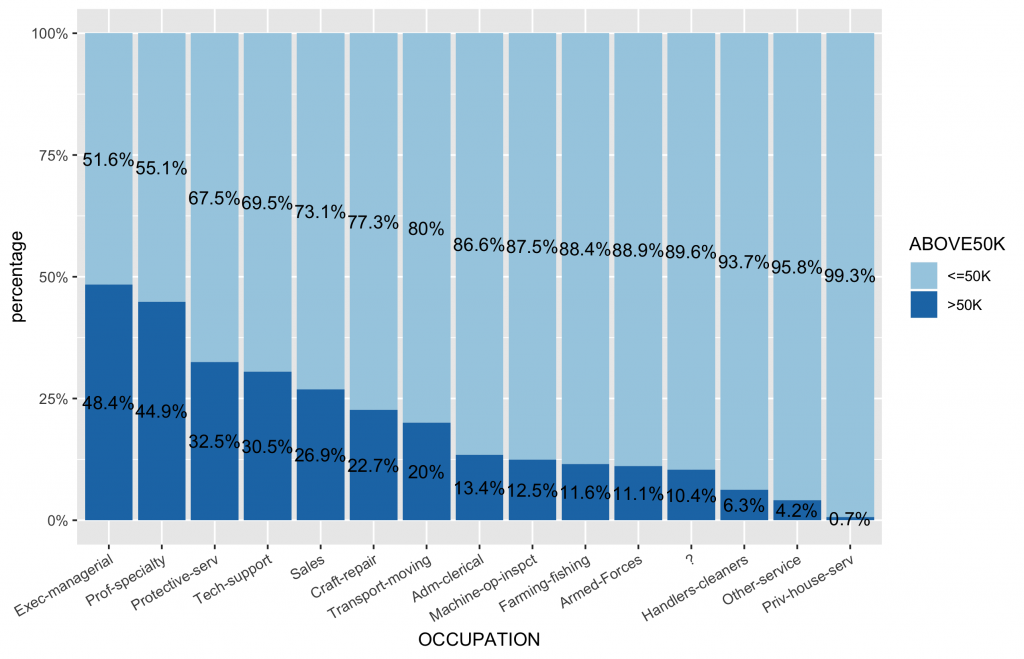 100%
75%
50%
25%
0%
percentage
51.6% 55.1% 67.5% 69.5% 73.1% 77.3% 80% 86.6% 87.5% 88.4% 88.9% 89.6% 93.7% 95.8% 99.3%
48.4% 44.9% 32.5% 30.5% 26.9% 22.7% 20% 13.4% 12.5% 11.6% 11.1% 10.4% 6.3% 4.2% 0.7%
Exec-managerial
Prof-specialty
Protective-serv
Tech-support
Sales
Craft-repair
Transport-moving
Adm-clerical
Machine-op-inspct
Farming-fishing
Armed-Forces
?
Handlers-cleaners
Other-service
Priv-house-serv
OCCUPATION
ABOVE50K
<=50K
>50K